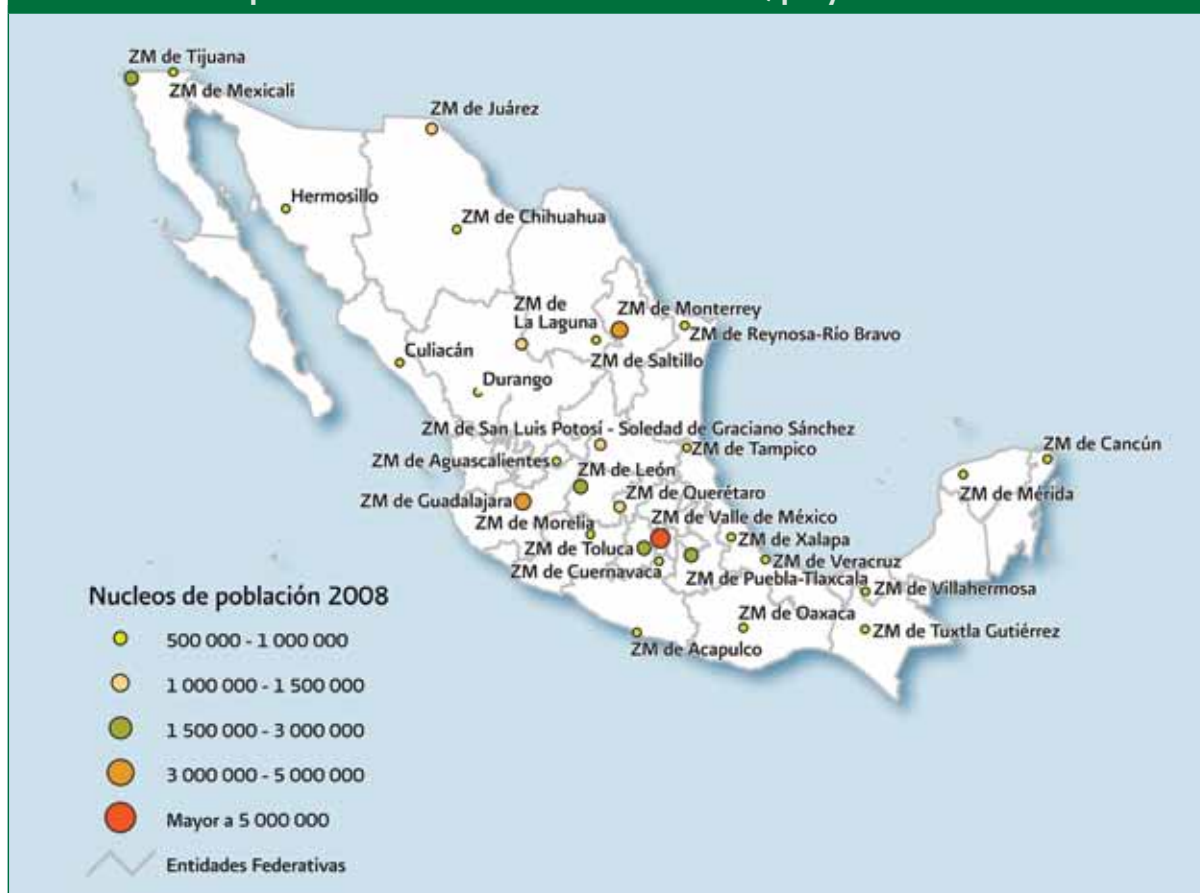 ZM de Tijuana
ZM de Mexicali
ZM de Juárez
Hermosillo
ZM de Chihuahua
ZM de
La Laguna
ZM de Monterrey
ZM de Reynosa-Río Bravo
Culiacán
ZM de Saltillo
Durango
ZM de San Luis Potosí - Soledad de Graciano Sánchez
ZM de Tampico
ZM de Cancún
ZM de Aguascalientes
ZM de León
ZM de Mérida
ZM de Guadalajara
ZM de Querétaro
ZM de Morelia
ZM de Valle de México
ZM de Xalapa
ZM de Toluca
ZM de Veracruz
ZM de Cuernavaca
ZM de Puebla-Tlaxcala
ZM de Villahermosa
ZM de Oaxaca
ZM de Tuxtla Gutiérrez
ZM de Acapulco
Nucleos de población 2008
500 000 - 1 000 000
1 000 000 - 1 500 000
1 500 000 - 3 000 000
3 000 000 - 5 000 000
Mayor a 5 000 000
Entidades Federativas